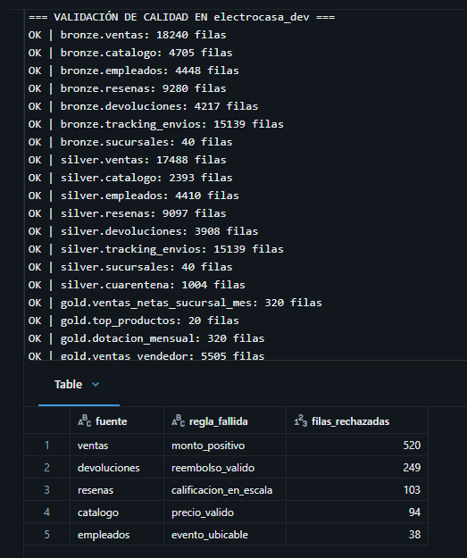 === VALIDACIÓN DE CALIDAD EN electrocasa_dev ===
OK | bronze.ventas: 18240 filas
OK | bronze.catalogo: 4705 filas
OK | bronze.empleados: 4448 filas
OK | bronze.resenas: 9280 filas
OK | bronze.devoluciones: 4217 filas
OK | bronze.tracking_envios: 15139 filas
OK | bronze.sucursales: 40 filas
OK | silver.ventas: 17488 filas
OK | silver.catalogo: 2393 filas
OK | silver.empleados: 4410 filas
OK | silver.resenas: 9097 filas
OK | silver.devoluciones: 3908 filas
OK | silver.tracking_envios: 15139 filas
OK | silver.sucursales: 40 filas
OK | silver.cuarentena: 1004 filas
OK | gold.ventas_netas_sucursal_mes: 320 filas
OK | gold.top_productos: 20 filas
OK | gold.dotacion_mensual: 320 filas
OK | gold.ventas_vendedor: 5505 filas
Table
ABC fuente ABC regla_fallida 123 filas_rechazadas
1 ventas monto_positivo 520
2 devoluciones reembolso_valido 249
3 resenas calificacion_en_escala 103
4 catalogo precio_valido 94
5 empleados evento_ubicable 38